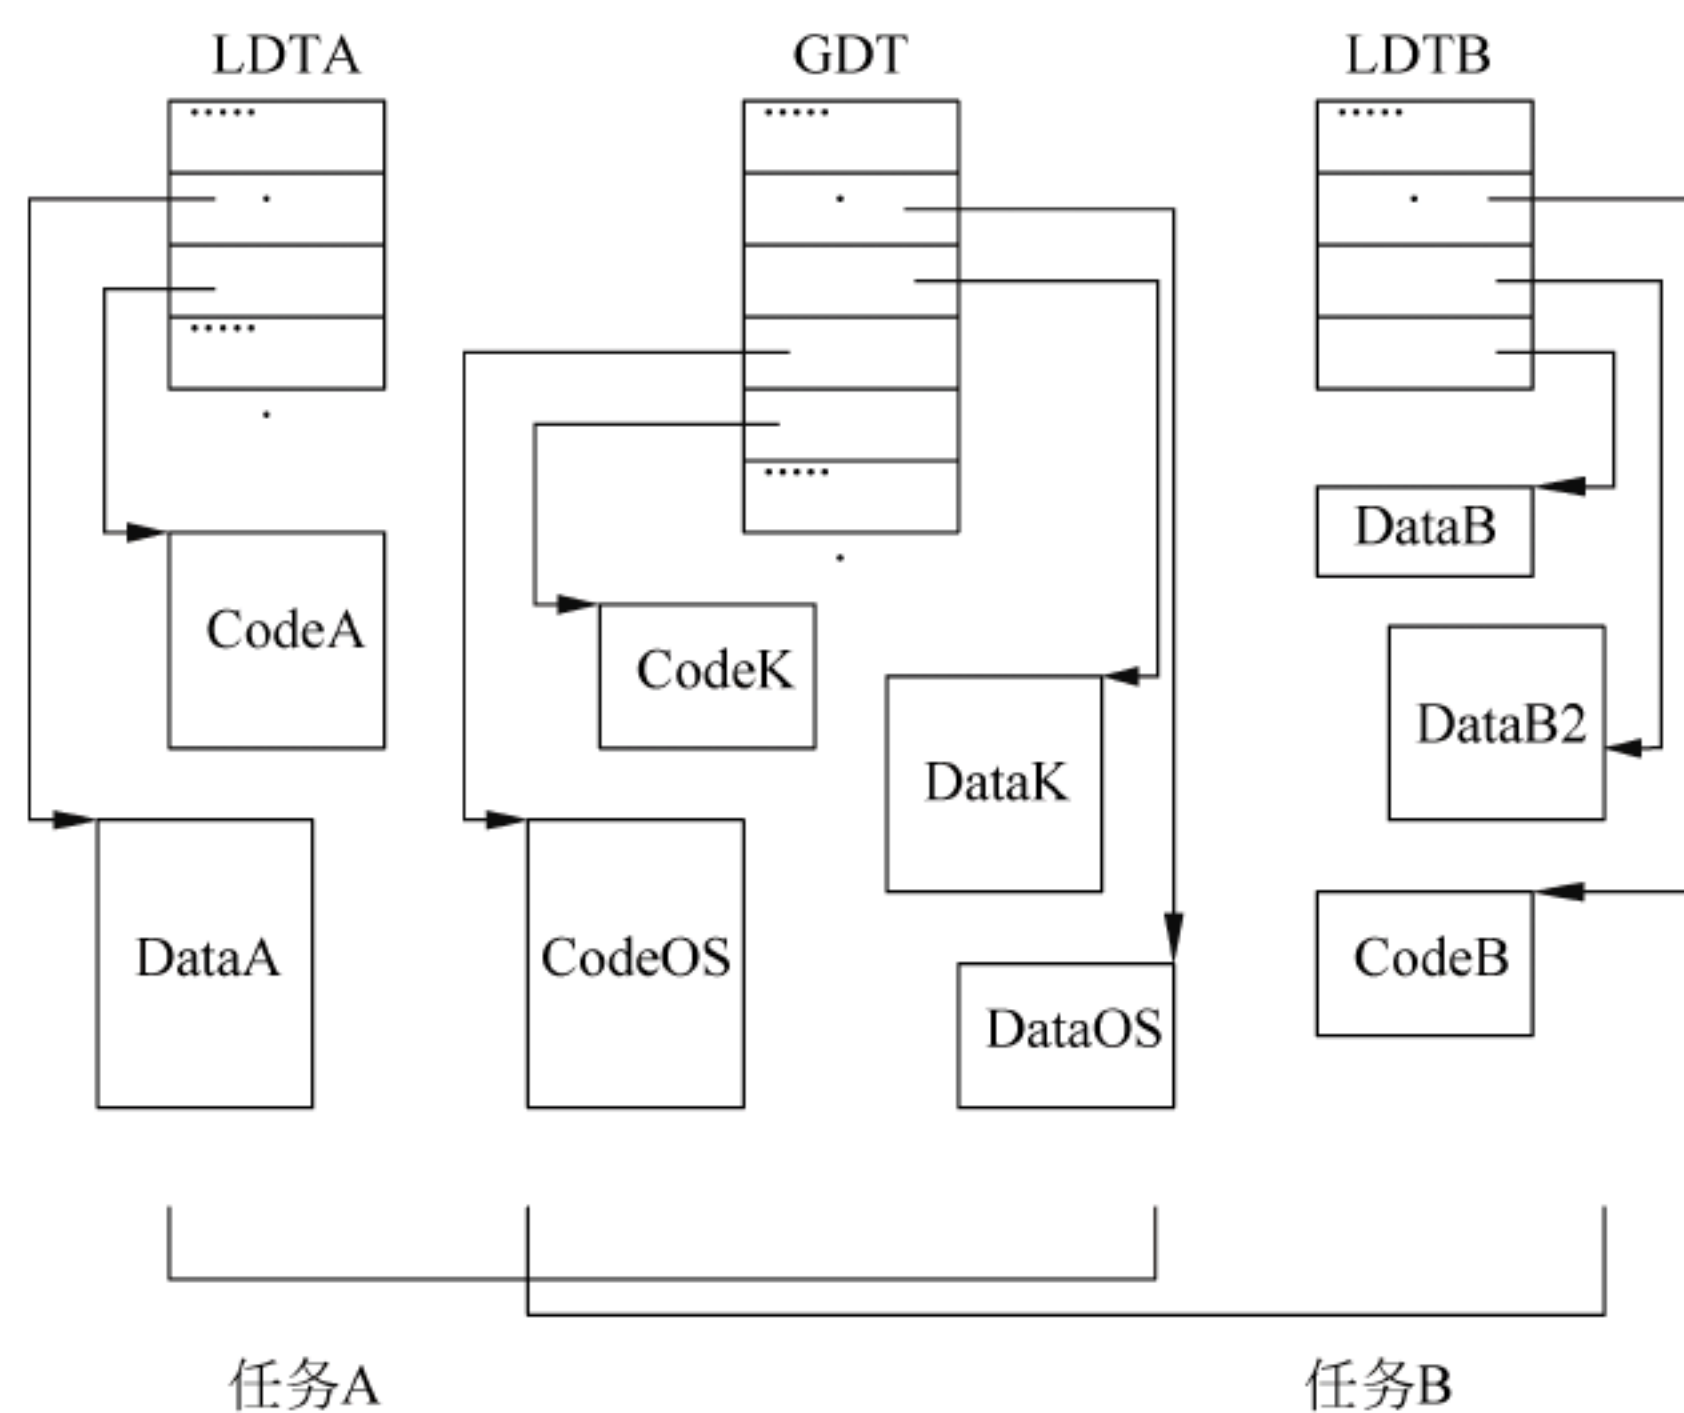 LDTA GDT LDTB
.....
.....
.....
.....
.....
DataB
CodeA
CodeK
DataB2
DataK
DataA
CodeOS
CodeB
DataOS
任务A 任务B